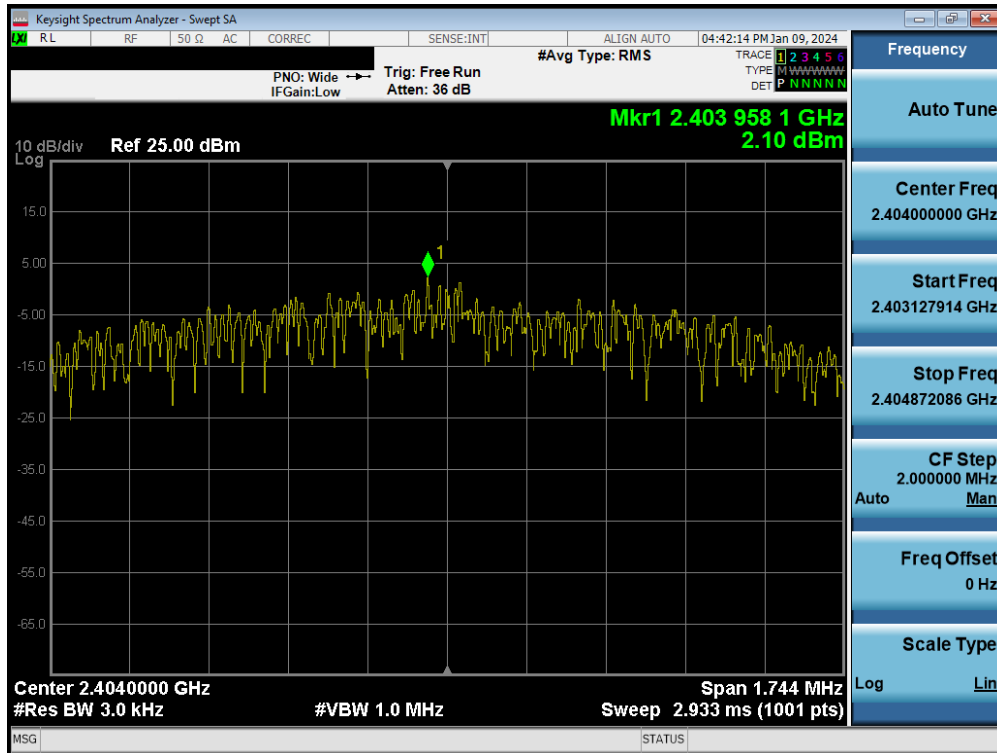 Keysight Spectrum Analyzer - Swept SA
LXI RL RF 50 Ω AC CORREC SENSE:INT ALIGN AUTO 04:42:14 PM Jan 09, 2024
#Avg Type: RMS
TRACE 1 2 3 4 5 6
PNO: Wide Trig: Free Run
TYPE M W W W W W
IFGain:Low Atten: 36 dB
DET P N N N N N
Mkr1 2.403 958 1 GHz
2.10 dBm
10 dB/div Ref 25.00 dBm
Log
15.0
5.00
1
-5.00
-15.0
-25.0
-35.0
-45.0
-55.0
-65.0
Center 2.4040000 GHz Span 1.744 MHz
#Res BW 3.0 kHz #VBW 1.0 MHz Sweep 2.933 ms (1001 pts)
MSG STATUS
Frequency
Auto Tune
Center Freq
2.404000000 GHz
Start Freq
2.403127914 GHz
Stop Freq
2.404872086 GHz
CF Step
2.000000 MHz
Auto Man
Freq Offset
0 Hz
Scale Type
Log Lin